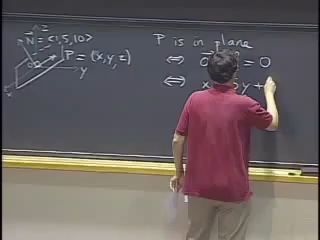 z
N = <1,5,10>
P = (x,y,z)
O
y
x
P is in plane
⇔ O = 0
⇔ x y +